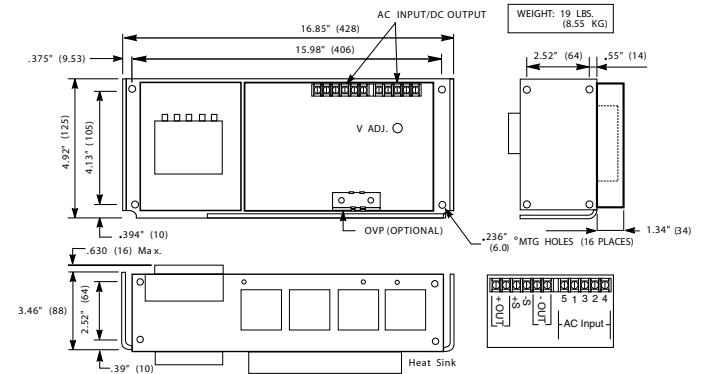 AC INPUT/DC OUTPUT
WEIGHT: 19 LBS.
(8.55 KG)
16.85" (428)
15.98" (406)
.375" (9.53)
2.52" (64)
.55" (14)
4.92" (125)
4.13" (105)
V ADJ.
.394" (10)
OVP (OPTIONAL)
.236"
(6.0)
MTG HOLES (16 PLACES)
1.34" (34)
.630 (16) Max.
3.46" (88)
2.52" (64)
.39" (10)
Heat Sink
+ OUT
+S
-S
- OUT
5 1 3 2 4
AC Input